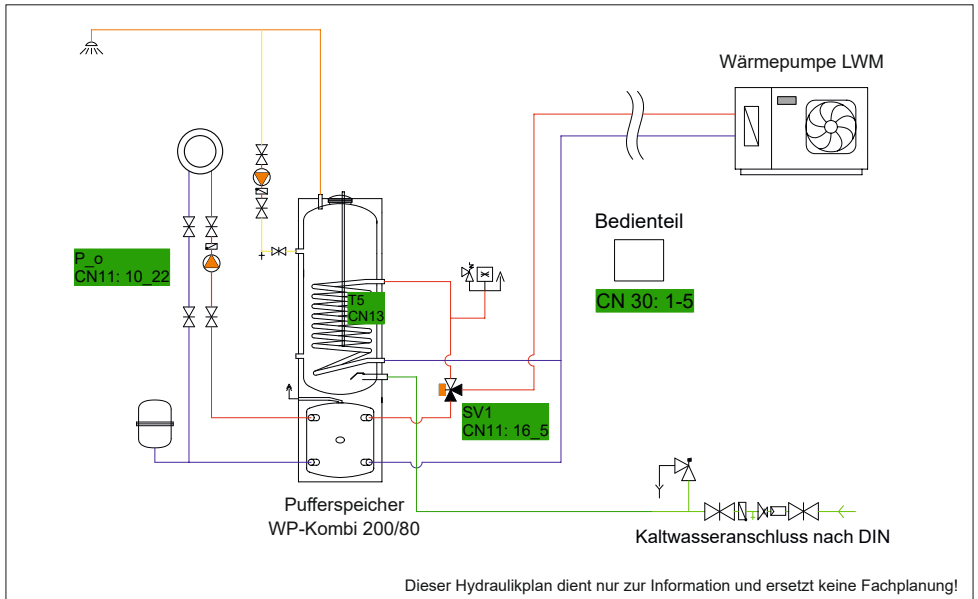 Wärmepumpe LWM
Bedienteil
P_o
CN11: 10_22
CN 30: 1-5
T5
CN13
SV1
CN11: 16_5
Pufferspeicher
WP-Kombi 200/80
Kaltwasseranschluss nach DIN
Dieser Hydraulikplan dient nur zur Information und ersetzt keine Fachplanung!